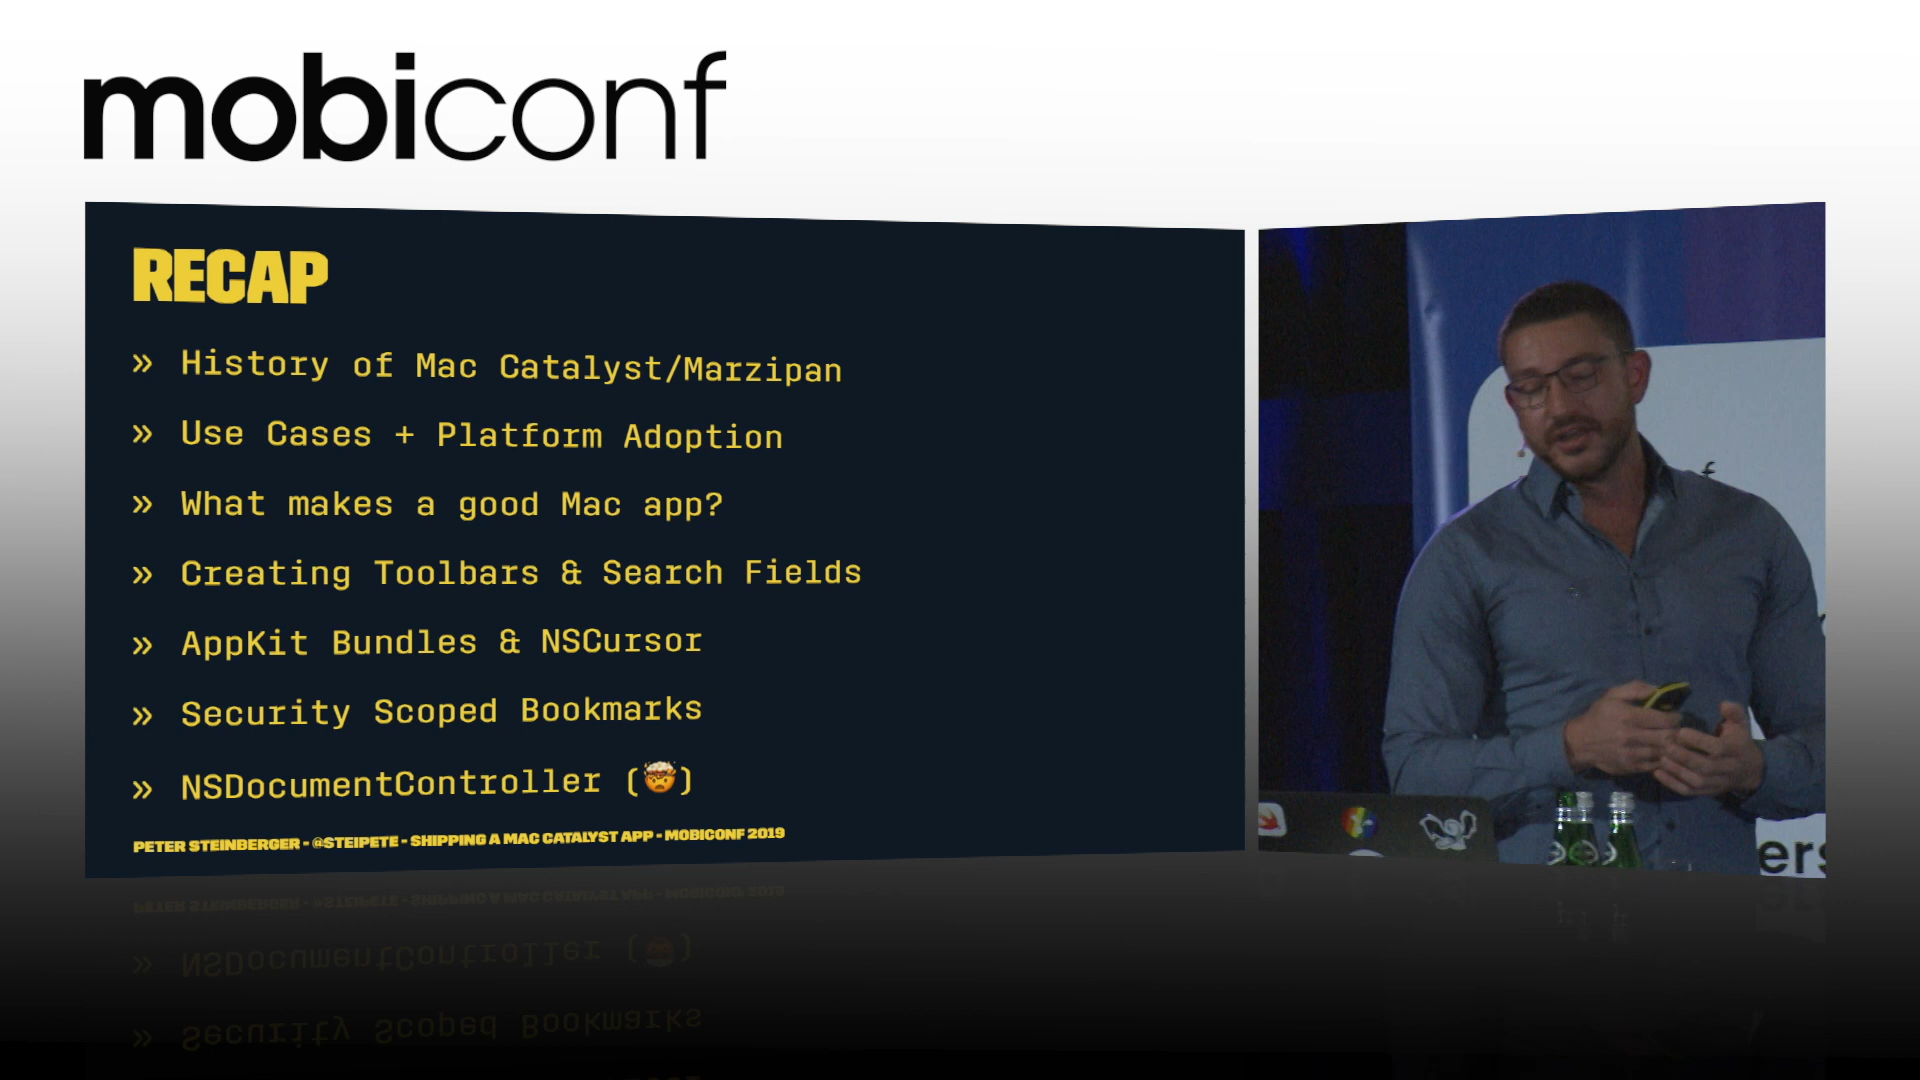 mobiconf
RECAP
» History of Mac Catalyst/Marzipan
» Use Cases + Platform Adoption
» What makes a good Mac app?
» Creating Toolbars & Search Fields
» AppKit Bundles & NSCursor
» Security Scoped Bookmarks
» NSDocumentController (🤯)
PETER STEINBERGER - @STEIPETE - SHIPPING A MAC CATALYST APP - MOBICONF 2019